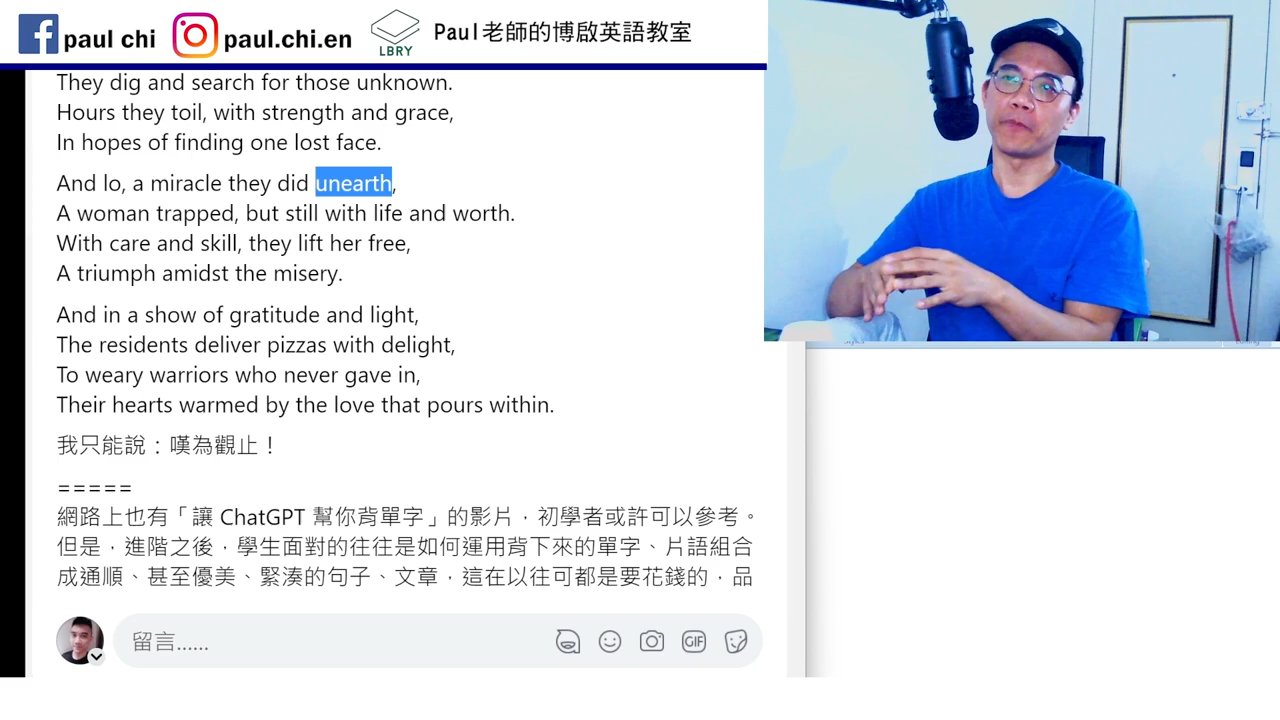 paul chi
paul.chi.en
LBRY
Paul老師的博啟英語教室
They dig and search for those unknown.
Hours they toil, with strength and grace,
In hopes of finding one lost face.
And lo, a miracle they did unearth,
A woman trapped, but still with life and worth.
With care and skill, they lift her free,
A triumph amidst the misery.
And in a show of gratitude and light,
The residents deliver pizzas with delight,
To weary warriors who never gave in,
Their hearts warmed by the love that pours within.
我只能說：嘆為觀止！
=====
網路上也有「讓 ChatGPT 幫你背單字」的影片，初學者或許可以參考。
但是，進階之後，學生面對的往往是如何運用背下來的單字、片語組合
成通順、甚至優美、緊湊的句子、文章，這在以往可都是要花錢的，品
留言......
GIF